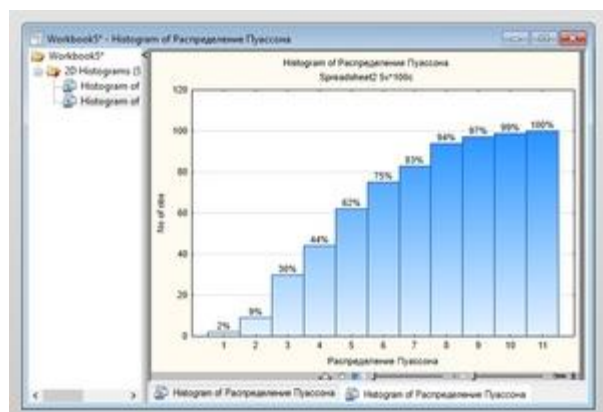 Workbook5* - Histogram of Распределение Пуассона
Workbook5*
2D Histograms (5
Histogram of
Histogram of
Histogram of Распределение Пуассона
Spreadsheet2 5v*100c
120
100
80
60
40
20
0
No of obs
2%
9%
30%
44%
62%
75%
83%
94%
97%
99%
100%
1 2 3 4 5 6 7 8 9 10 11
Распределение Пуассона
Histogram of Распределение Пуассона
Histogram of Распределение Пуассона